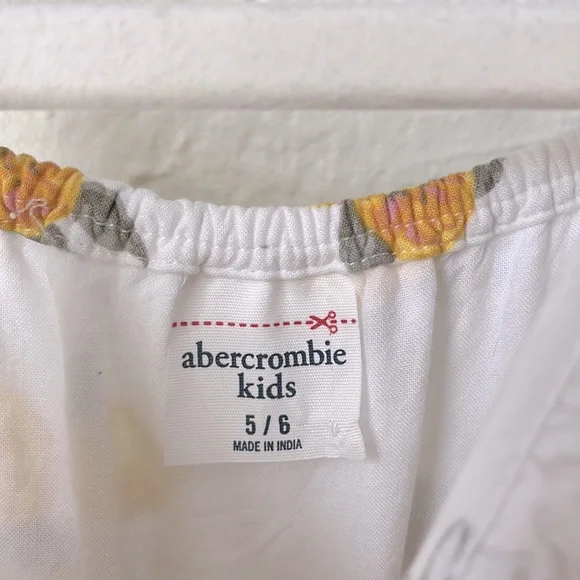 abercrombie
kids
5 / 6
MADE IN INDIA